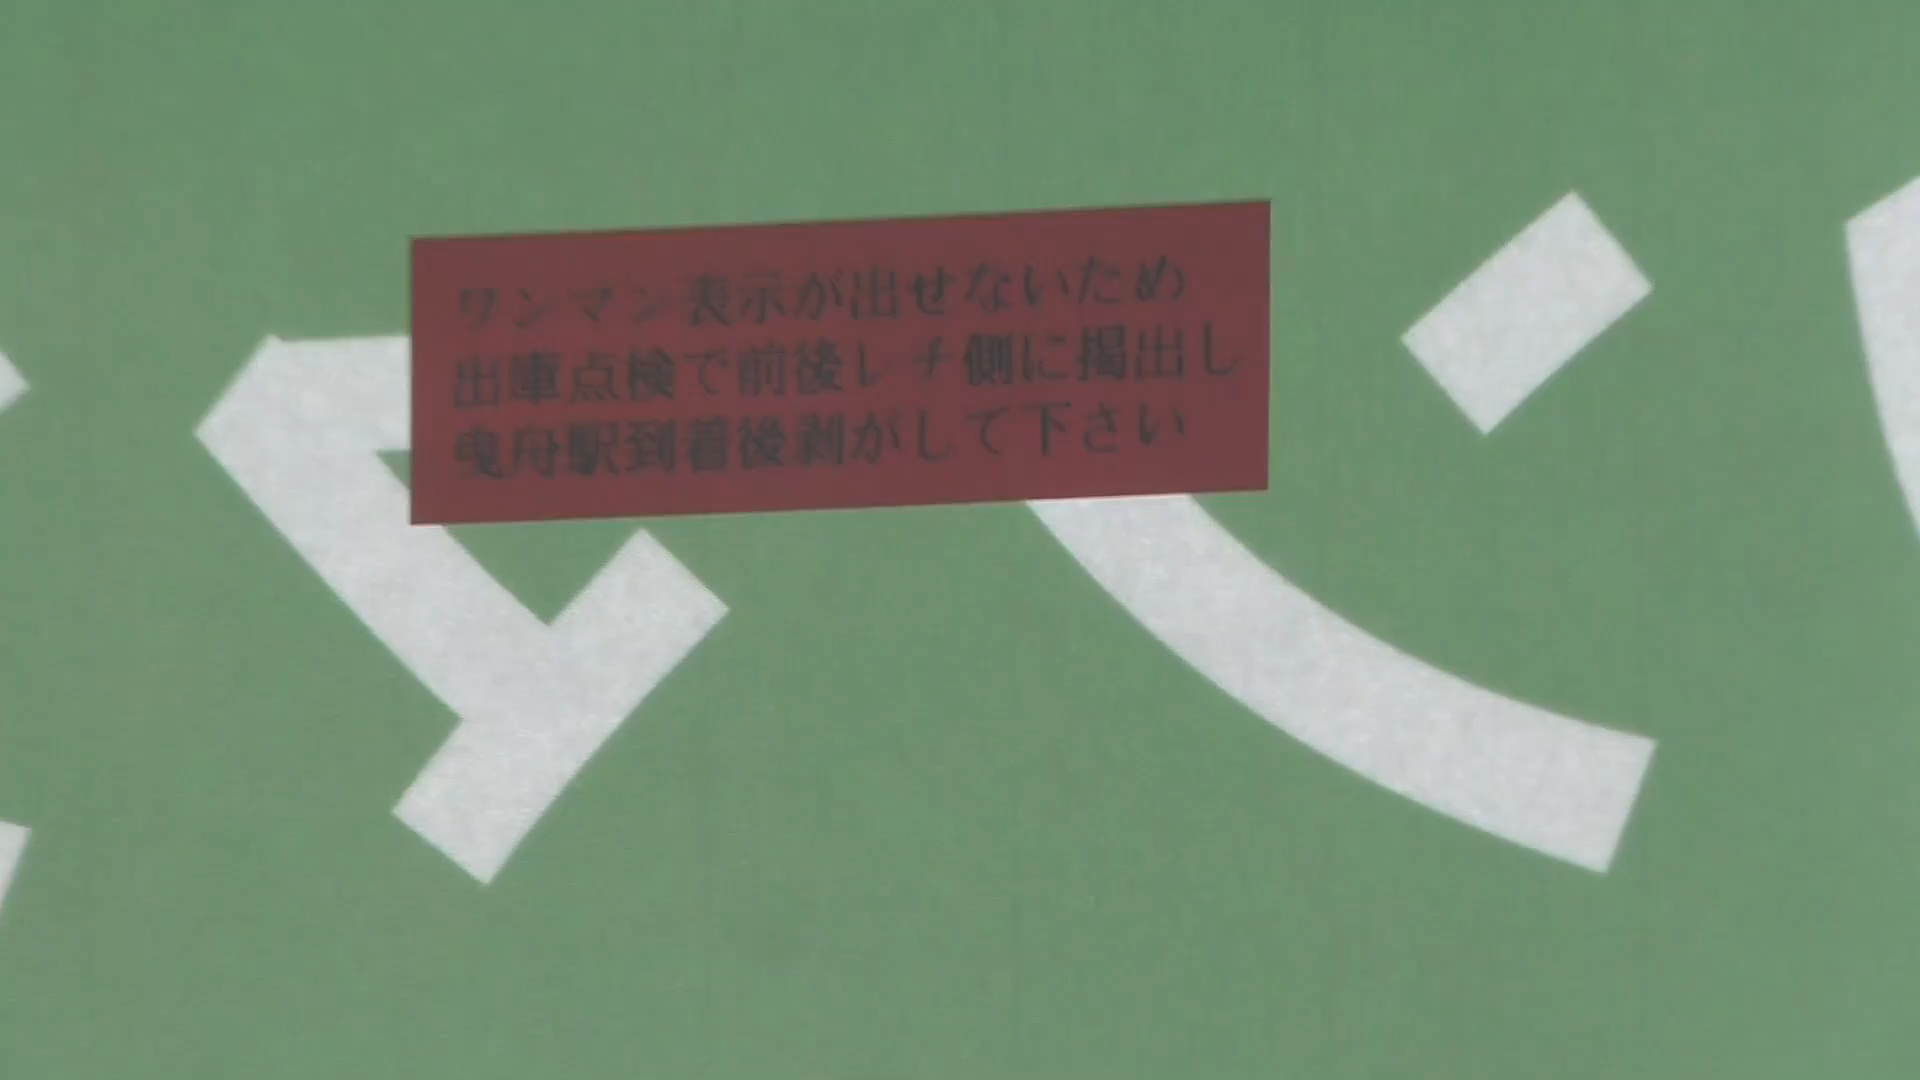 ワンマン表示が出せないため
出庫点検で前後レチ側に掲出し
曳舟駅到着後剥がして下さい